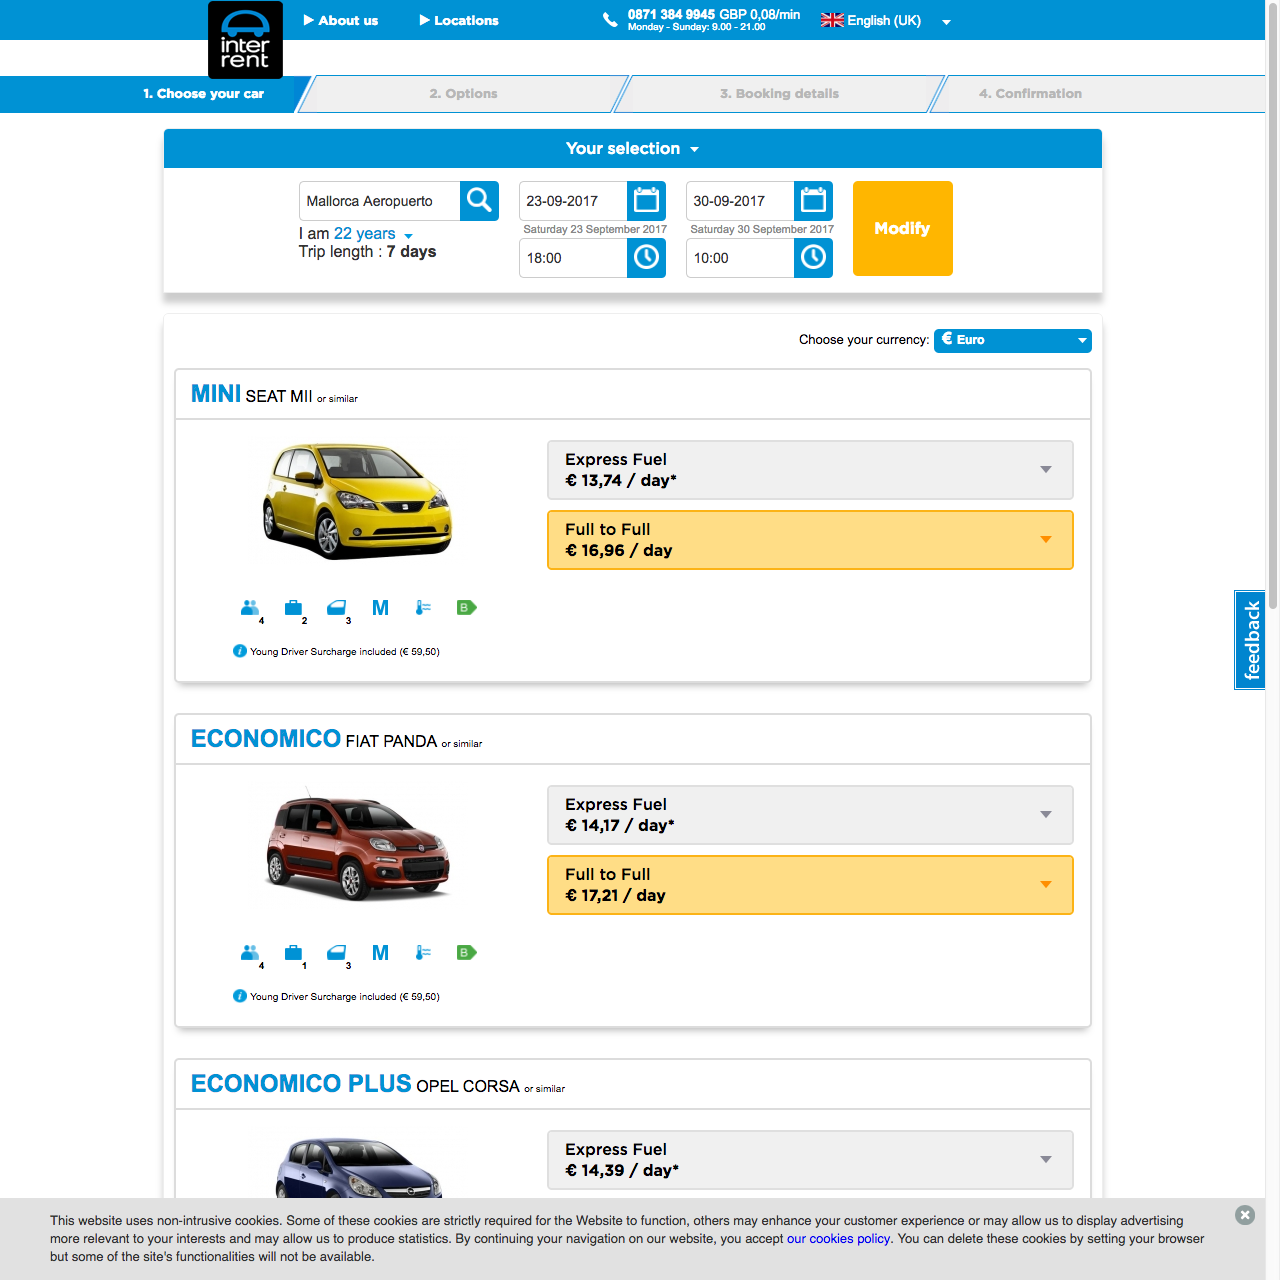 inter
rent
About us
Locations
0871 384 9945 GBP 0,08/min
Monday - Sunday: 9.00 - 21.00
English (UK)
1. Choose your car
2. Options
3. Booking details
4. Confirmation
Your selection
Mallorca Aeropuerto
23-09-2017
30-09-2017
Modify
I am 22 years
Saturday 23 September 2017
Saturday 30 September 2017
Trip length : 7 days
18:00
10:00
Choose your currency:
€ Euro
MINI SEAT MII or similar
Express Fuel
€ 13,74 / day*
Full to Full
€ 16,96 / day
4 2 3 M B
i Young Driver Surcharge included (€ 59,50)
feedback
ECONOMICO FIAT PANDA or similar
Express Fuel
€ 14,17 / day*
Full to Full
€ 17,21 / day
4 1 3 M B
i Young Driver Surcharge included (€ 59,50)
ECONOMICO PLUS OPEL CORSA or similar
Express Fuel
€ 14,39 / day*
This website uses non-intrusive cookies. Some of these cookies are strictly required for the Website to function, others may enhance your customer experience or may allow us to display advertising
more relevant to your interests and may allow us to produce statistics. By continuing your navigation on our website, you accept our cookies policy. You can delete these cookies by setting your browser
but some of the site's functionalities will not be available.